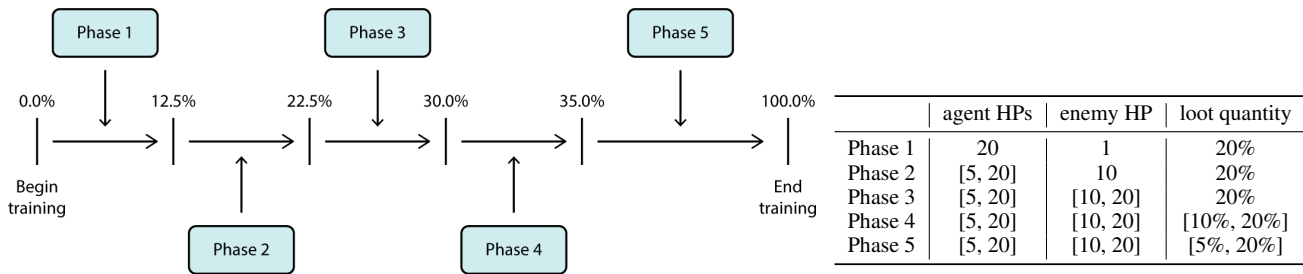 Phase 1
Phase 3
Phase 5
0.0%
12.5%
22.5%
30.0%
35.0%
100.0%
Begin
training
End
training
Phase 2
Phase 4
agent HPs enemy HP loot quantity
Phase 1 20 1 20%
Phase 2 [5, 20] 10 20%
Phase 3 [5, 20] [10, 20] 20%
Phase 4 [5, 20] [10, 20] [10%, 20%]
Phase 5 [5, 20] [10, 20] [5%, 20%]